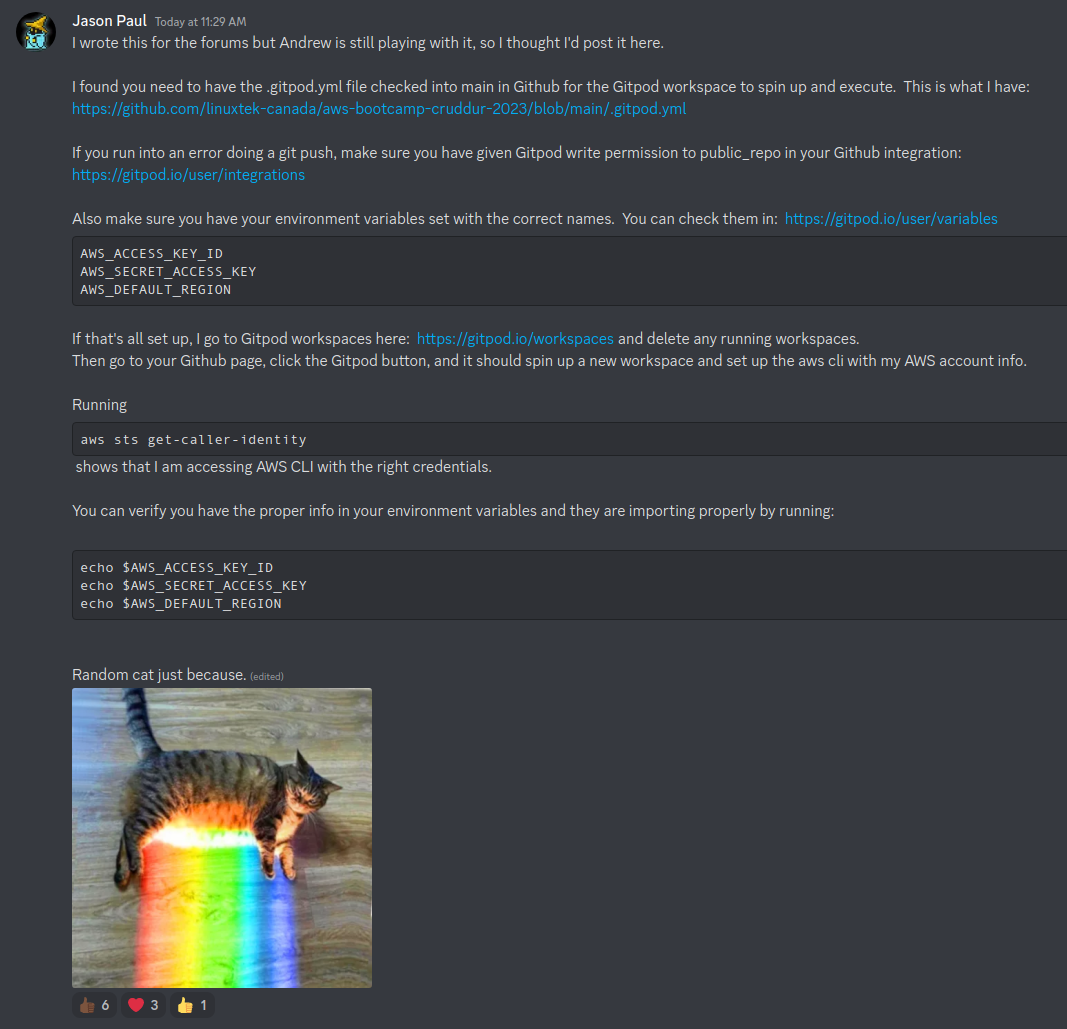 Jason Paul Today at 11:29 AM
I wrote this for the forums but Andrew is still playing with it, so I thought I'd post it here.
I found you need to have the .gitpod.yml file checked into main in Github for the Gitpod workspace to spin up and execute.  This is what I have:
https://github.com/linuxtek-canada/aws-bootcamp-cruddur-2023/blob/main/.gitpod.yml
If you run into an error doing a git push, make sure you have given Gitpod write permission to public_repo in your Github integration:
https://gitpod.io/user/integrations
Also make sure you have your environment variables set with the correct names.  You can check them in:  https://gitpod.io/user/variables
AWS_ACCESS_KEY_ID
AWS_SECRET_ACCESS_KEY
AWS_DEFAULT_REGION
If that's all set up, I go to Gitpod workspaces here:  https://gitpod.io/workspaces and delete any running workspaces.
Then go to your Github page, click the Gitpod button, and it should spin up a new workspace and set up the aws cli with my AWS account info.
Running
aws sts get-caller-identity
shows that I am accessing AWS CLI with the right credentials.
You can verify you have the proper info in your environment variables and they are importing properly by running:
echo $AWS_ACCESS_KEY_ID
echo $AWS_SECRET_ACCESS_KEY
echo $AWS_DEFAULT_REGION
Random cat just because. (edited)
6 3 1